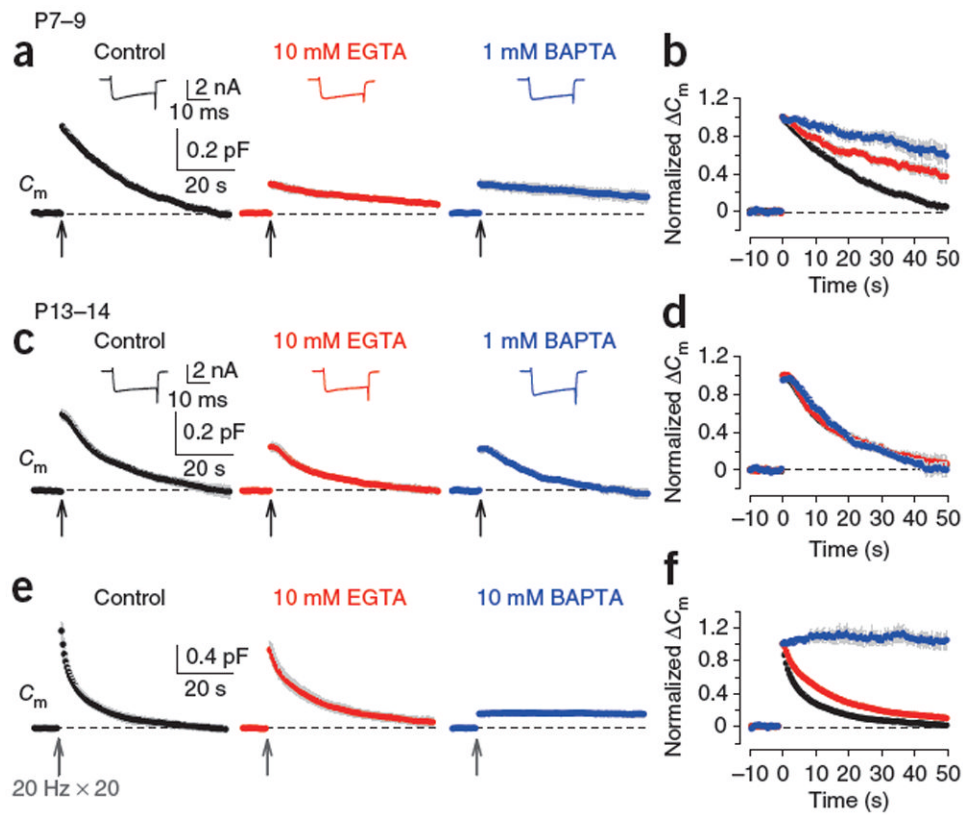 P7–9
a
Control
10 mM EGTA
1 mM BAPTA
2 nA
10 ms
0.2 pF
20 s
Cm
b
Normalized ΔCm
1.2
0.8
0.4
0
–10 0 10 20 30 40 50
Time (s)
P13–14
c
Control
10 mM EGTA
1 mM BAPTA
2 nA
10 ms
0.2 pF
20 s
Cm
d
Normalized ΔCm
1.2
0.8
0.4
0
–10 0 10 20 30 40 50
Time (s)
e
Control
10 mM EGTA
10 mM BAPTA
0.4 pF
20 s
Cm
20 Hz × 20
f
Normalized ΔCm
1.2
0.8
0.4
0
–10 0 10 20 30 40 50
Time (s)